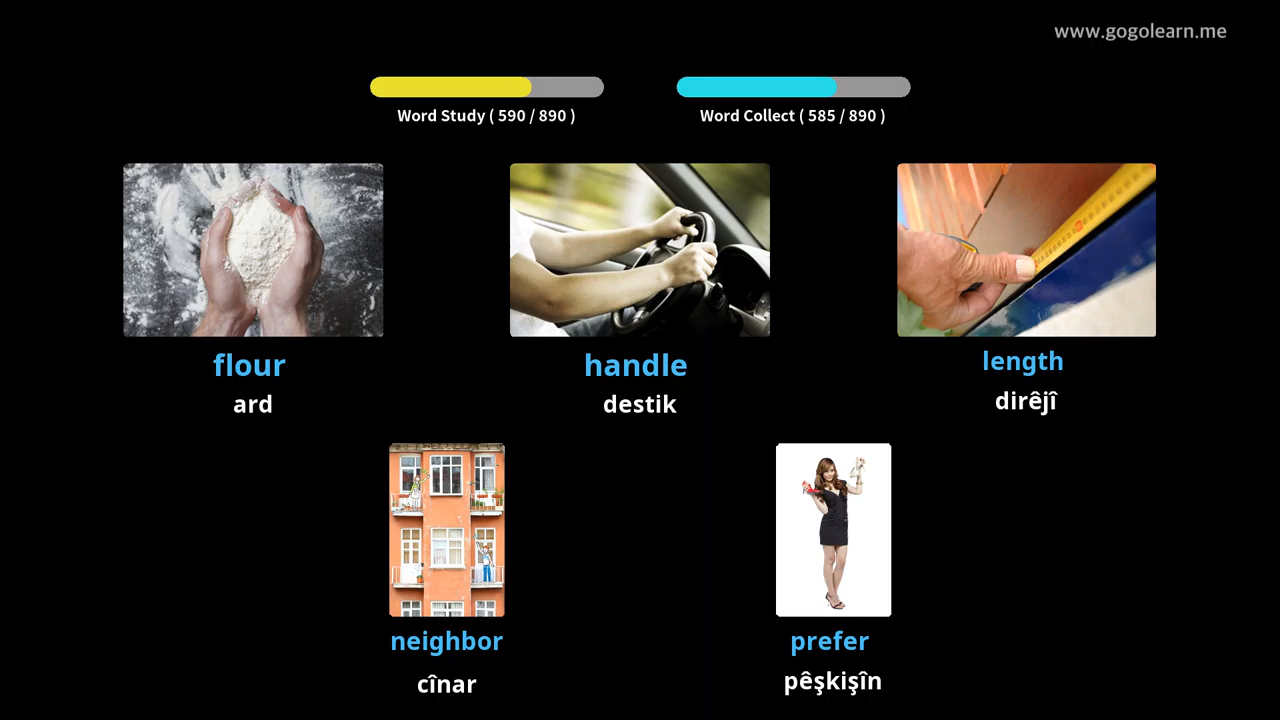 www.gogolearn.me
Word Study ( 590 / 890 )
Word Collect ( 585 / 890 )
flour
ard
handle
destik
length
dirêjî
neighbor
cînar
prefer
pêşkişîn